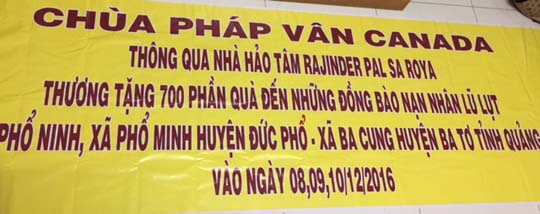 CHÙA PHÁP VÂN CANADA
THÔNG QUA NHÀ HẢO TÂM RAJINDER PAL SA ROYA
THƯƠNG TẶNG 700 PHẦN QUÀ ĐẾN NHỮNG ĐỒNG BÀO NẠN NHÂN LŨ LỤT
PHỔ NINH, XÃ PHỔ MINH HUYỆN ĐỨC PHỔ - XÃ BA CUNG HUYỆN BA TƠ TỈNH QUẢNG
VÀO NGÀY 08,09,10/12/2016